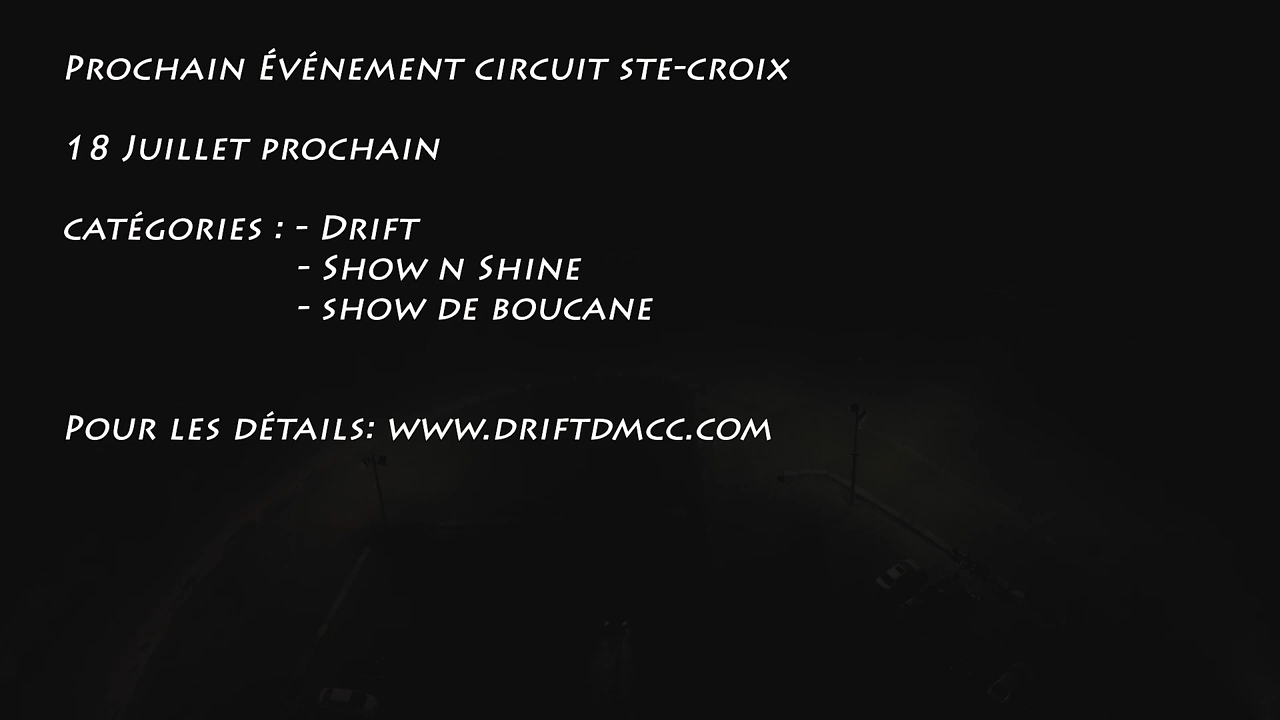 Prochain Événement circuit ste-croix
18 Juillet prochain
catégories : - Drift
- Show n Shine
- show de boucane
Pour les détails: www.driftdmcc.com